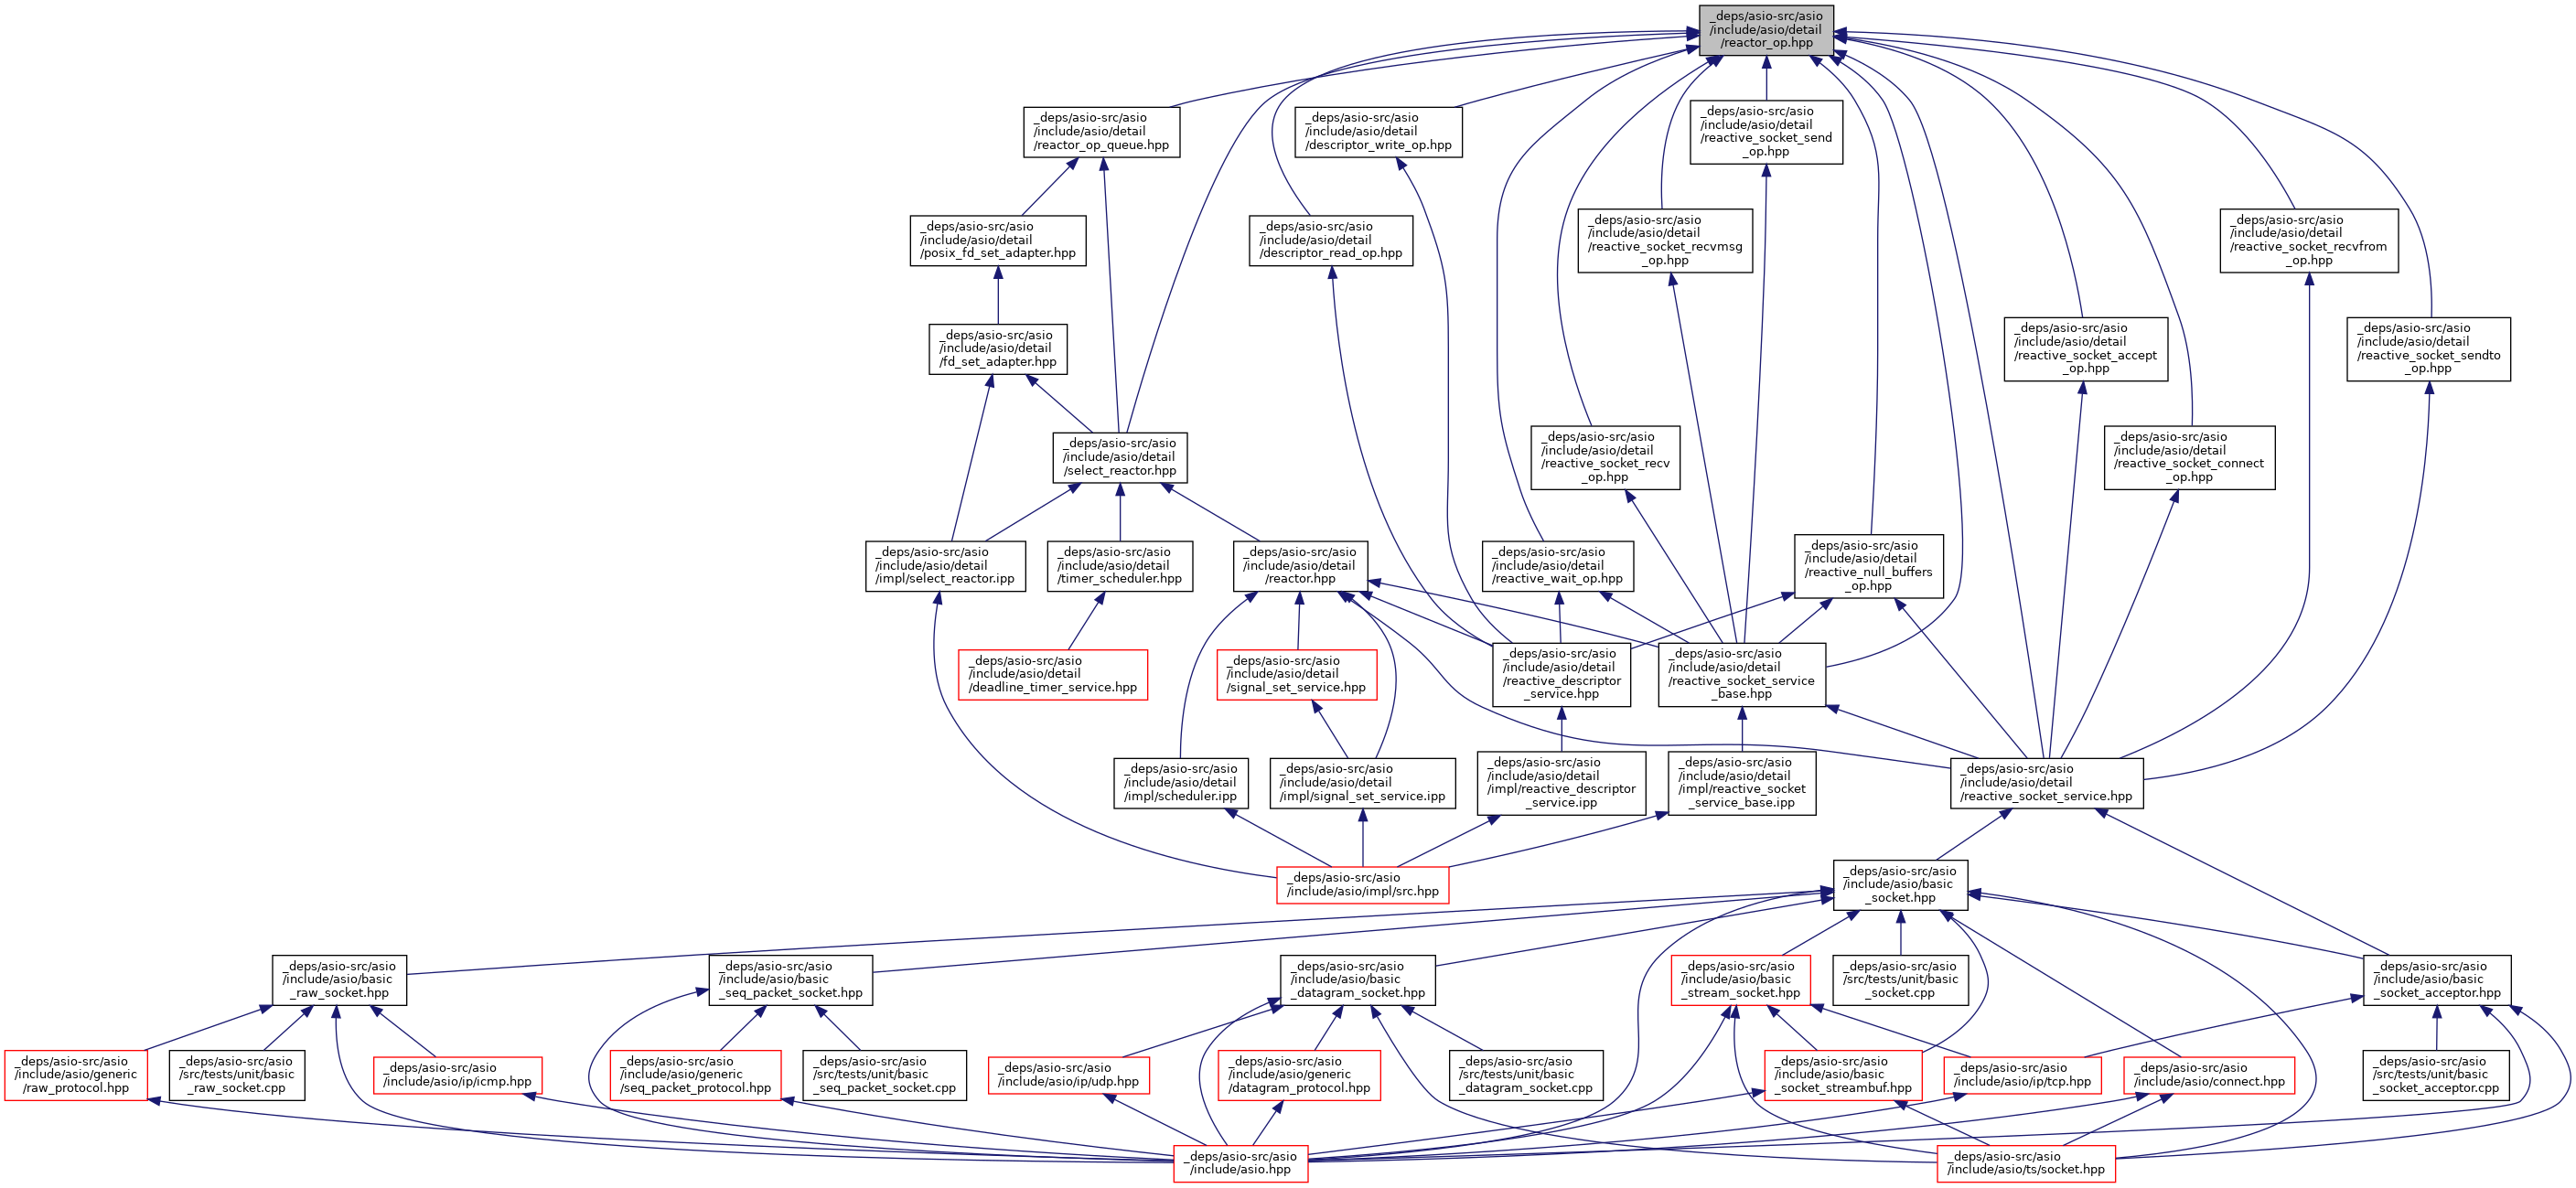 _deps/asio-src/asio
/include/asio/detail
/reactor_op.hpp
_deps/asio-src/asio
/include/asio/detail
/reactor_op_queue.hpp
_deps/asio-src/asio
/include/asio/detail
/descriptor_write_op.hpp
_deps/asio-src/asio
/include/asio/detail
/reactive_socket_send
_op.hpp
_deps/asio-src/asio
/include/asio/detail
/posix_fd_set_adapter.hpp
_deps/asio-src/asio
/include/asio/detail
/descriptor_read_op.hpp
_deps/asio-src/asio
/include/asio/detail
/reactive_socket_recvmsg
_op.hpp
_deps/asio-src/asio
/include/asio/detail
/reactive_socket_recvfrom
_op.hpp
_deps/asio-src/asio
/include/asio/detail
/fd_set_adapter.hpp
_deps/asio-src/asio
/include/asio/detail
/reactive_socket_accept
_op.hpp
_deps/asio-src/asio
/include/asio/detail
/reactive_socket_sendto
_op.hpp
_deps/asio-src/asio
/include/asio/detail
/select_reactor.hpp
_deps/asio-src/asio
/include/asio/detail
/reactive_socket_recv
_op.hpp
_deps/asio-src/asio
/include/asio/detail
/reactive_socket_connect
_op.hpp
_deps/asio-src/asio
/include/asio/detail
/impl/select_reactor.ipp
_deps/asio-src/asio
/include/asio/detail
/timer_scheduler.hpp
_deps/asio-src/asio
/include/asio/detail
/reactor.hpp
_deps/asio-src/asio
/include/asio/detail
/reactive_wait_op.hpp
_deps/asio-src/asio
/include/asio/detail
/reactive_null_buffers
_op.hpp
_deps/asio-src/asio
/include/asio/detail
/deadline_timer_service.hpp
_deps/asio-src/asio
/include/asio/detail
/signal_set_service.hpp
_deps/asio-src/asio
/include/asio/detail
/reactive_descriptor
_service.hpp
_deps/asio-src/asio
/include/asio/detail
/reactive_socket_service
_base.hpp
_deps/asio-src/asio
/include/asio/detail
/impl/scheduler.ipp
_deps/asio-src/asio
/include/asio/detail
/impl/signal_set_service.ipp
_deps/asio-src/asio
/include/asio/detail
/impl/reactive_descriptor
_service.ipp
_deps/asio-src/asio
/include/asio/detail
/impl/reactive_socket
_service_base.ipp
_deps/asio-src/asio
/include/asio/detail
/reactive_socket_service.hpp
_deps/asio-src/asio
/include/asio/impl/src.hpp
_deps/asio-src/asio
/include/asio/basic
_socket.hpp
_deps/asio-src/asio
/include/asio/basic
_raw_socket.hpp
_deps/asio-src/asio
/include/asio/basic
_seq_packet_socket.hpp
_deps/asio-src/asio
/include/asio/basic
_datagram_socket.hpp
_deps/asio-src/asio
/include/asio/basic
_stream_socket.hpp
_deps/asio-src/asio
/src/tests/unit/basic
_socket.cpp
_deps/asio-src/asio
/include/asio/basic
_socket_acceptor.hpp
_deps/asio-src/asio
/include/asio/generic
/raw_protocol.hpp
_deps/asio-src/asio
/src/tests/unit/basic
_raw_socket.cpp
_deps/asio-src/asio
/include/asio/ip/icmp.hpp
_deps/asio-src/asio
/include/asio/generic
/seq_packet_protocol.hpp
_deps/asio-src/asio
/src/tests/unit/basic
_seq_packet_socket.cpp
_deps/asio-src/asio
/include/asio/ip/udp.hpp
_deps/asio-src/asio
/include/asio/generic
/datagram_protocol.hpp
_deps/asio-src/asio
/src/tests/unit/basic
_datagram_socket.cpp
_deps/asio-src/asio
/include/asio/basic
_socket_streambuf.hpp
_deps/asio-src/asio
/include/asio/ip/tcp.hpp
_deps/asio-src/asio
/include/asio/connect.hpp
_deps/asio-src/asio
/src/tests/unit/basic
_socket_acceptor.cpp
_deps/asio-src/asio
/include/asio.hpp
_deps/asio-src/asio
/include/asio/ts/socket.hpp